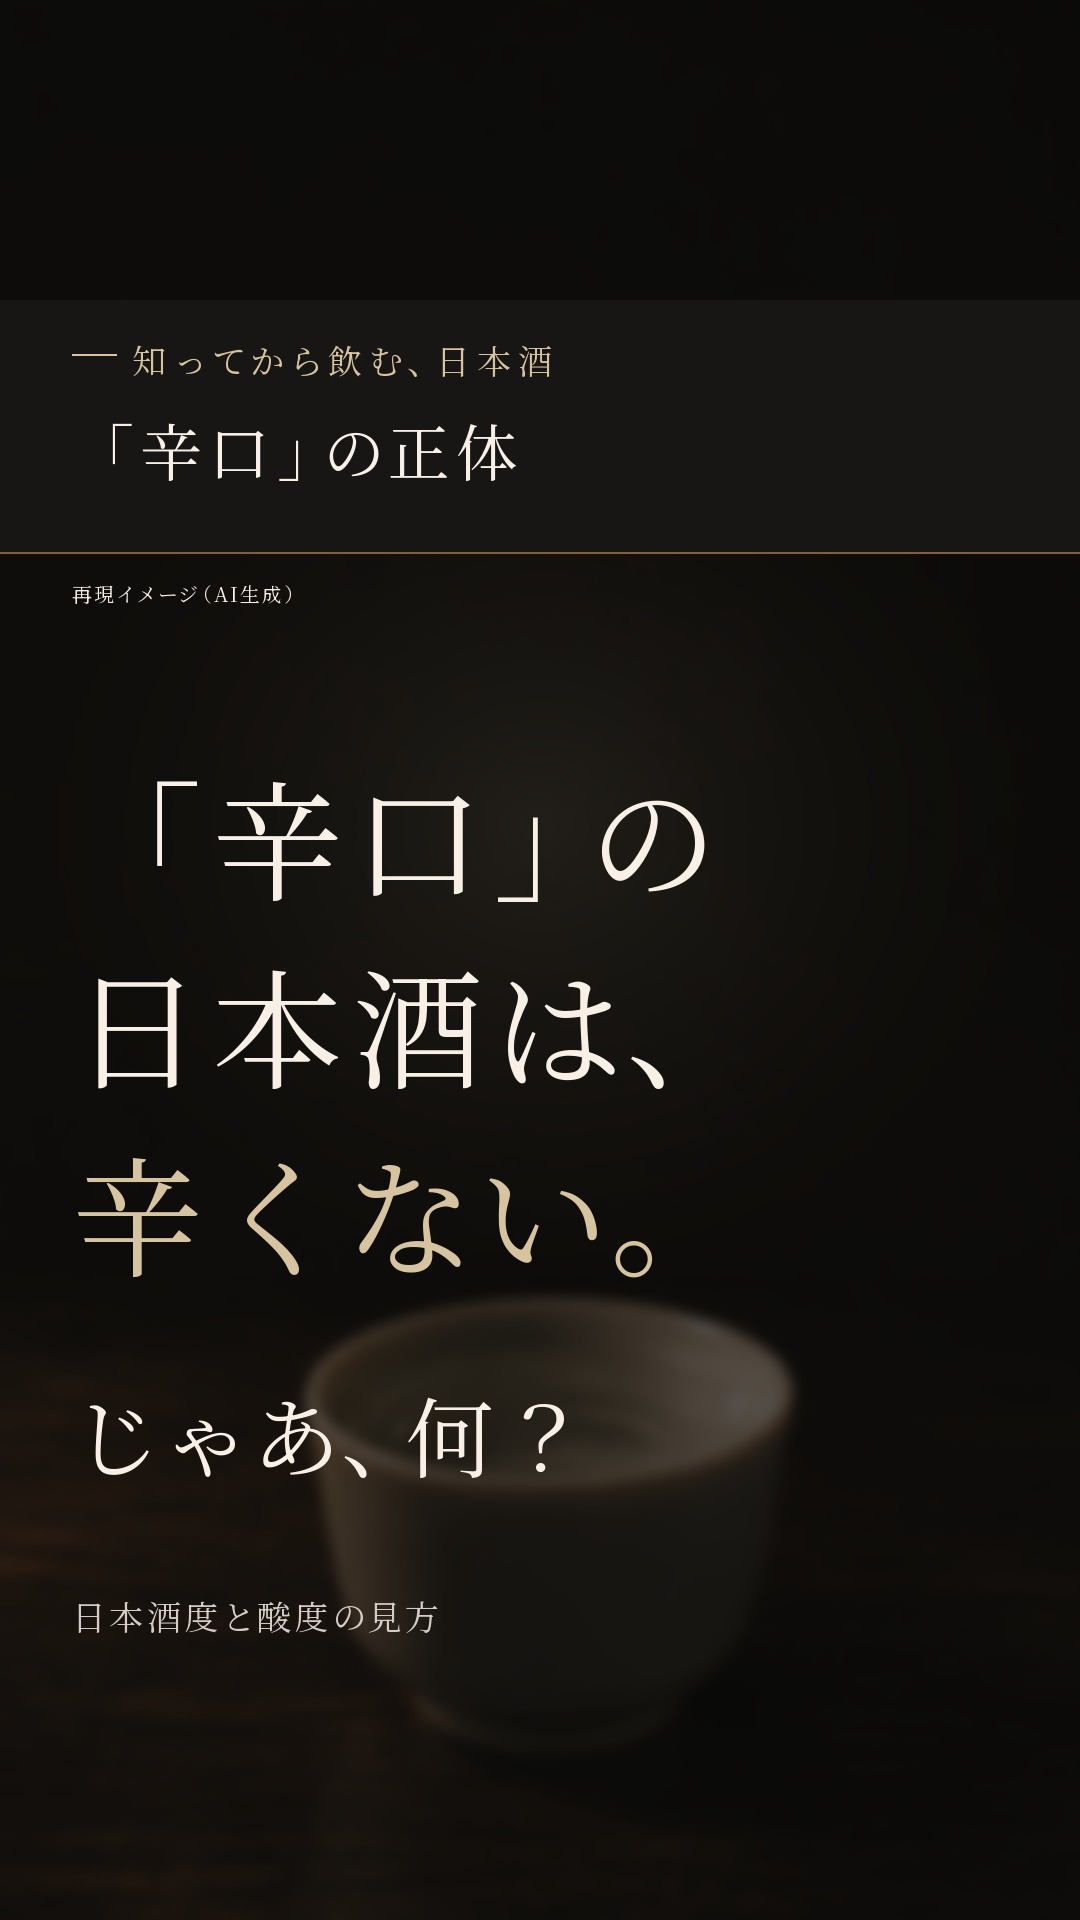 知ってから飲む、日本酒
「辛口」の正体
再現イメージ（AI生成）
「辛口」の
日本酒は、
辛くない。
じゃあ、何？
日本酒度と酸度の見方